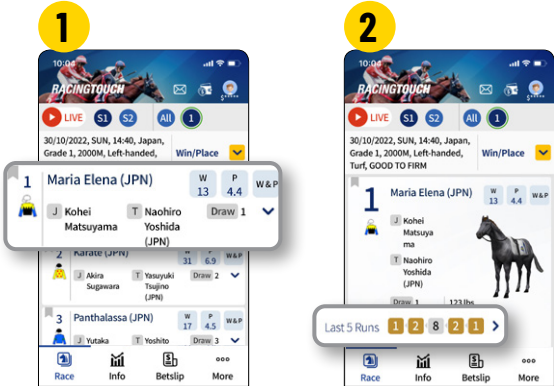 1
10:04
RACINGTOUCH
LIVE S1 S2 All 1
30/10/2022, SUN, 14:40, Japan,
Grade 1, 2000M, Left-handed,
Win/Place
1 Maria Elena (JPN) W 13 P 4.4 W&P
J Kohei Matsuyama T Naohiro Yoshida (JPN) Draw 1
2 Karate (JPN) W 31 P 6.9 W&P
J Akira Sugawara T Yasuyuki Tsujino (JPN) Draw 2
3 Panthalassa (JPN) W 17 P 4.5 W&P
J Yutaka T Yoshito Draw 3
Race Info Betslip More
2
10:04
RACINGTOUCH
LIVE S1 S2 All 1
30/10/2022, SUN, 14:40, Japan,
Grade 1, 2000M, Left-handed,
Turf, GOOD TO FIRM
Win/Place
1 Maria Elena (JPN) W 13 P 4.4 W&P
J Kohei
Matsuya
ma
T Naohiro
Yoshida
(JPN)
Draw 1 123 lbs
Last 5 Runs 1 2 8 2 1
Race Info Betslip More